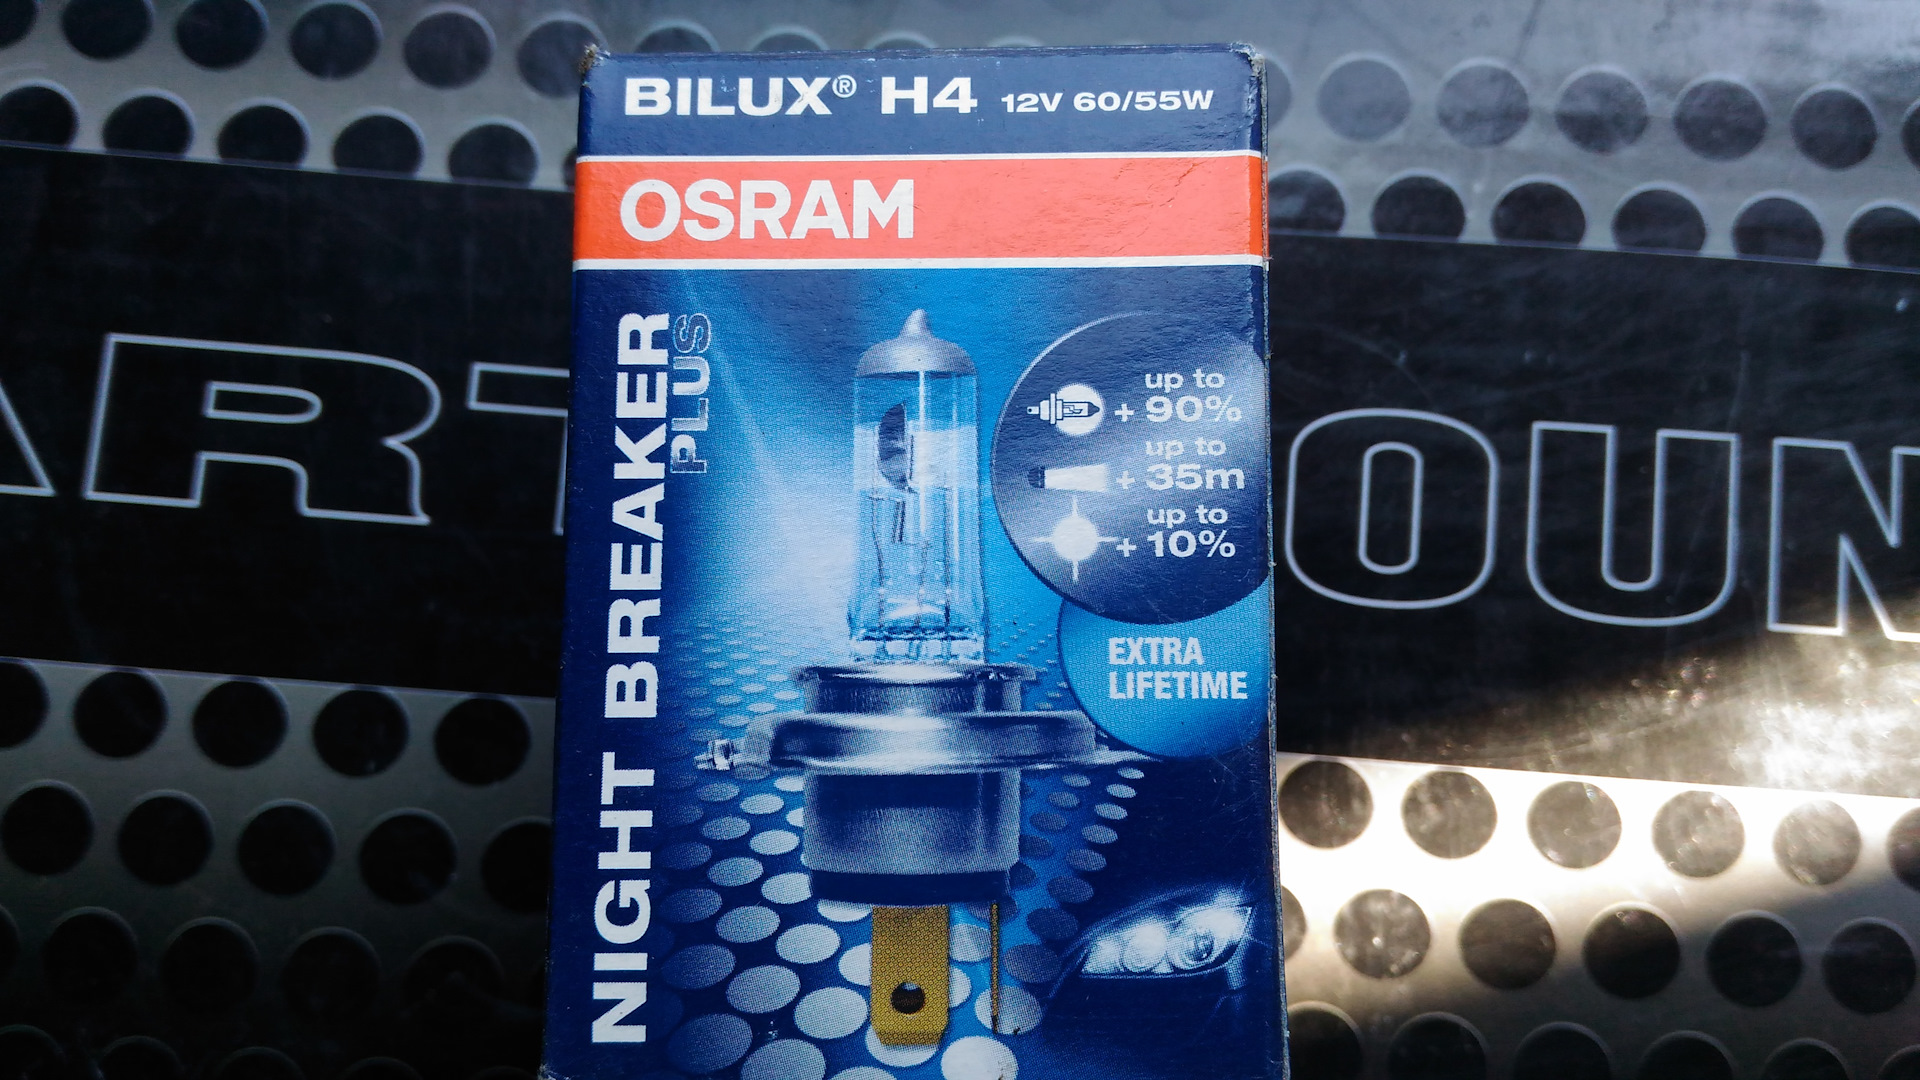 BILUX® H4 12V 60/55W
OSRAM
NIGHT BREAKER
PLUS
up to
+ 90%
up to
+ 35m
up to
+ 10%
EXTRA
LIFETIME